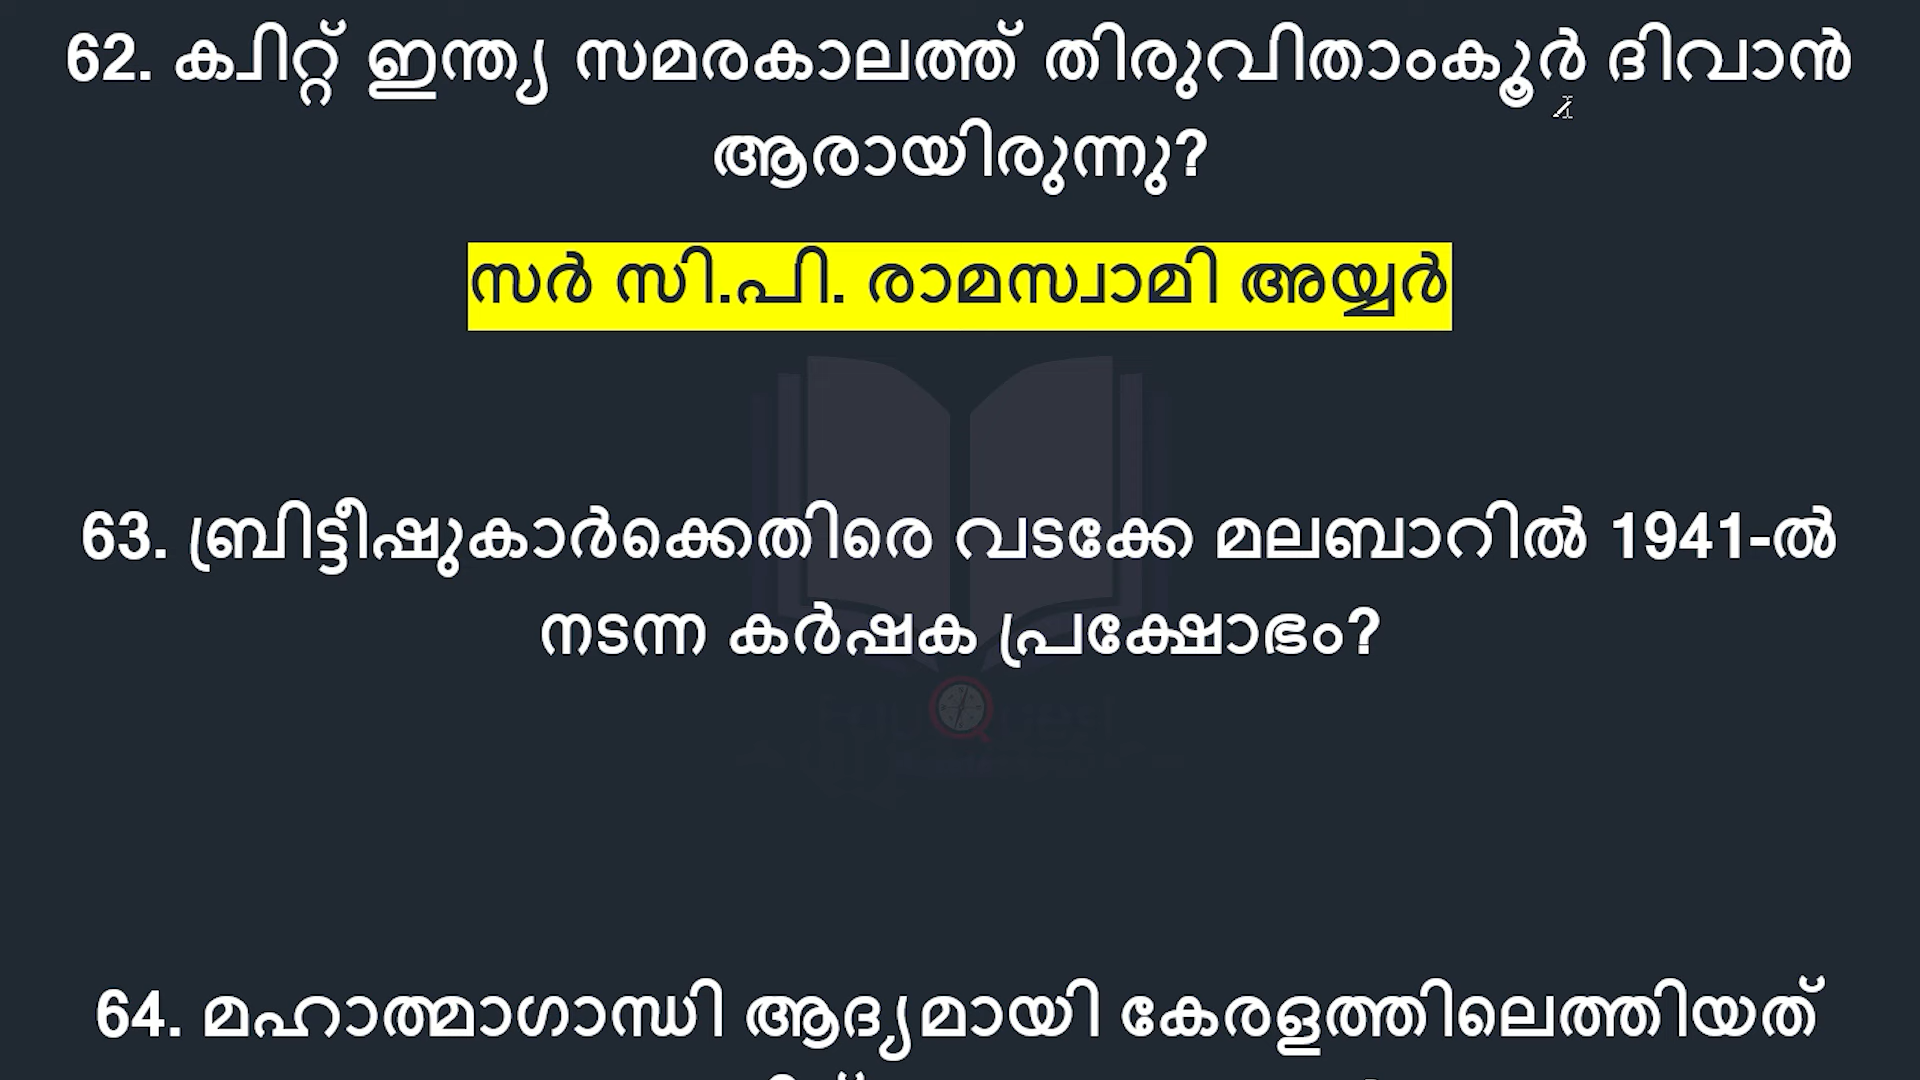 62. ക്വിറ്റ് ഇന്ത്യ സമരകാലത്ത് തിരുവിതാംകൂർ ദിവാൻ
ആരായിരുന്നു?
സർ സി.പി. രാമസ്വാമി അയ്യർ
63. ബ്രിട്ടീഷുകാർക്കെതിരെ വടക്കേ മലബാറിൽ 1941-ൽ
നടന്ന കർഷക പ്രക്ഷോഭം?
64. മഹാത്മാഗാന്ധി ആദ്യമായി കേരളത്തിലെത്തിയത്